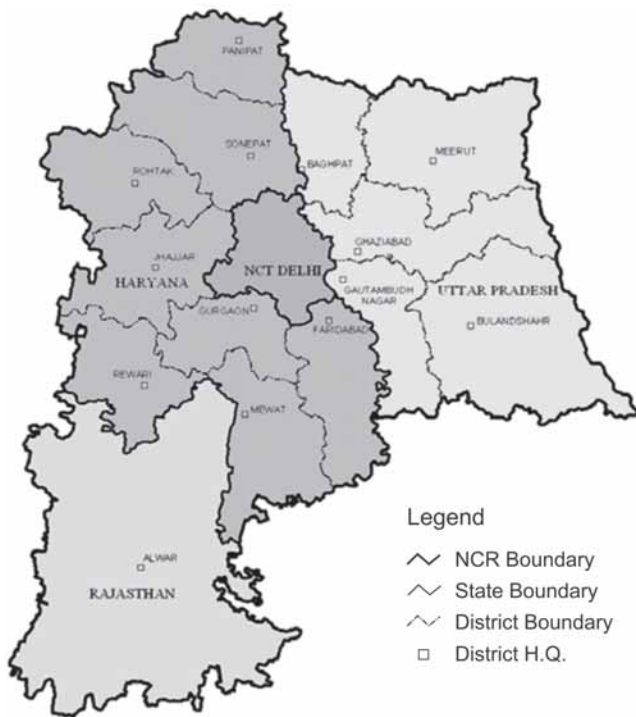 PANIPAT
SONEPAT
BAGHPAT
MEERUT
ROHTAK
GHAZIABAD
JHAJJAR
HARYANA
NCT DELHI
GAUTAMBUDH
NAGAR
UTTAR PRADESH
GURGAON
FARIDABAD
BULANDSHAHR
REWARI
MEWAT
ALWAR
RAJASTHAN
Legend
NCR Boundary
State Boundary
District Boundary
District H.Q.